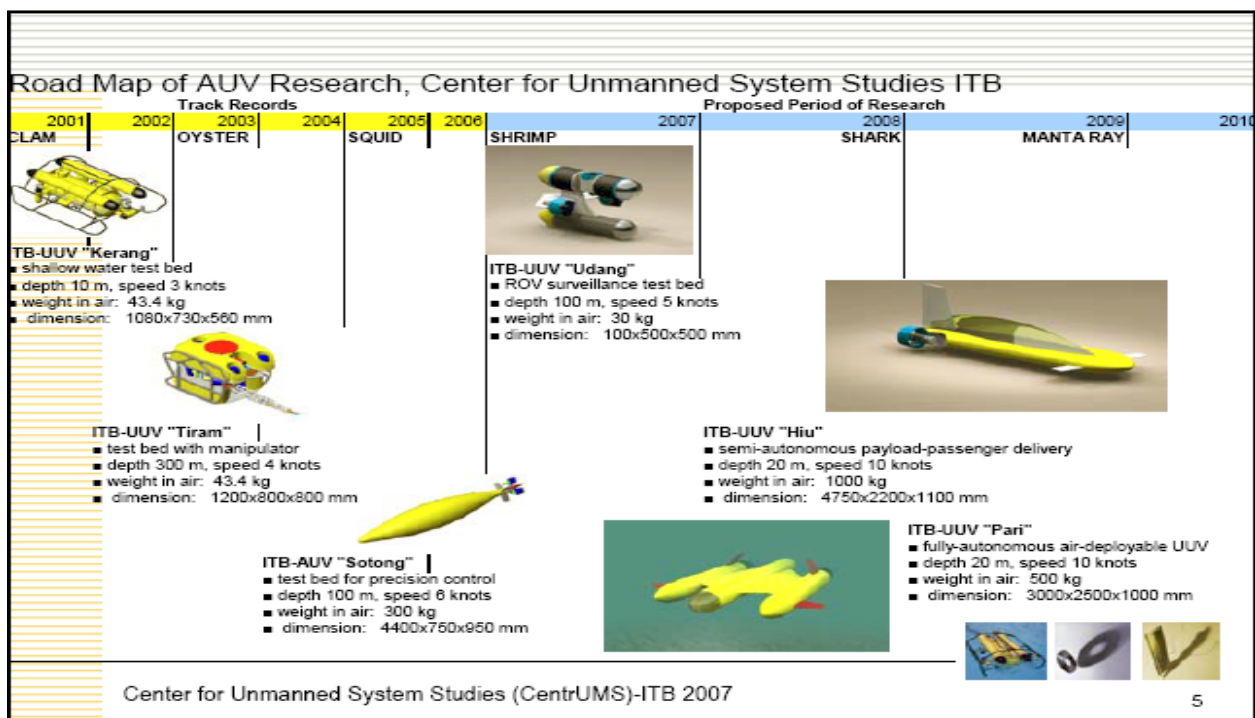 Road Map of AUV Research, Center for Unmanned System Studies ITB
Track Records
Proposed Period of Research
2001 2002 2003 2004 2005 2006 2007 2008 2009 2010
CLAM OYSTER SQUID SHRIMP SHARK MANTA RAY
ITB-UUV "Kerang"
■ shallow water test bed
■ depth 10 m, speed 3 knots
■ weight in air: 43.4 kg
■ dimension: 1080x730x560 mm
ITB-UUV "Tiram"
■ test bed with manipulator
■ depth 300 m, speed 4 knots
■ weight in air: 43.4 kg
■ dimension: 1200x800x800 mm
ITB-AUV "Sotong"
■ test bed for precision control
■ depth 100 m, speed 6 knots
■ weight in air: 300 kg
■ dimension: 4400x750x950 mm
ITB-UUV "Udang"
■ ROV surveillance test bed
■ depth 100 m, speed 5 knots
■ weight in air: 30 kg
■ dimension: 100x500x500 mm
ITB-UUV "Hiu"
■ semi-autonomous payload-passenger delivery
■ depth 20 m, speed 10 knots
■ weight in air: 1000 kg
■ dimension: 4750x2200x1100 mm
ITB-UUV "Pari"
■ fully-autonomous air-deployable UUV
■ depth 20 m, speed 10 knots
■ weight in air: 500 kg
■ dimension: 3000x2500x1000 mm
Center for Unmanned System Studies (CentrUMS)-ITB 2007
5